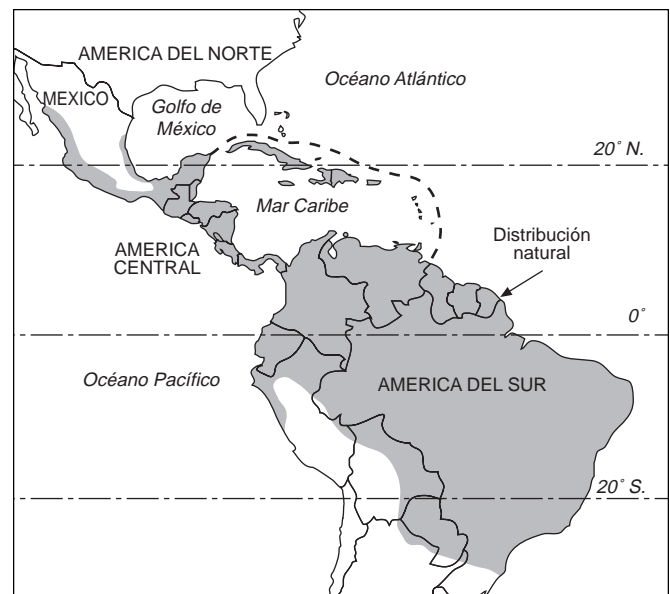 AMERICA DEL NORTE
Océano Atlántico
MEXICO
Golfo de
México
20° N.
Mar Caribe
AMERICA
CENTRAL
Distribución
natural
0°
Océano Pacífico
AMERICA DEL SUR
20° S.